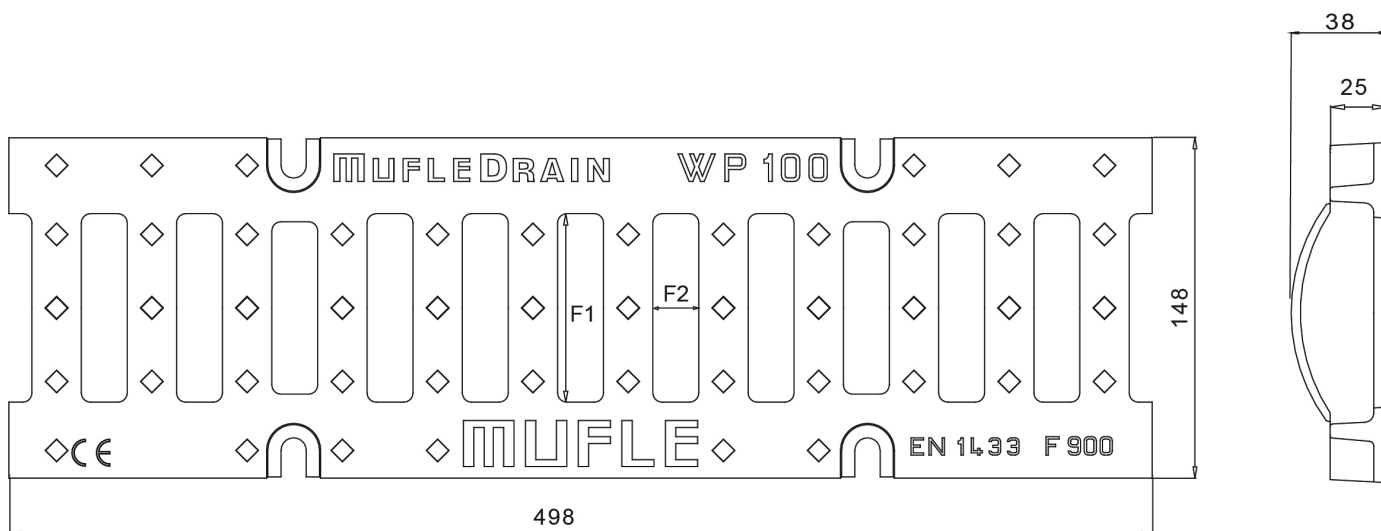 38
25
MUFLEDRAIN WP 100
F1
F2
148
MUFLE
CE
EN 1433 F 900
498